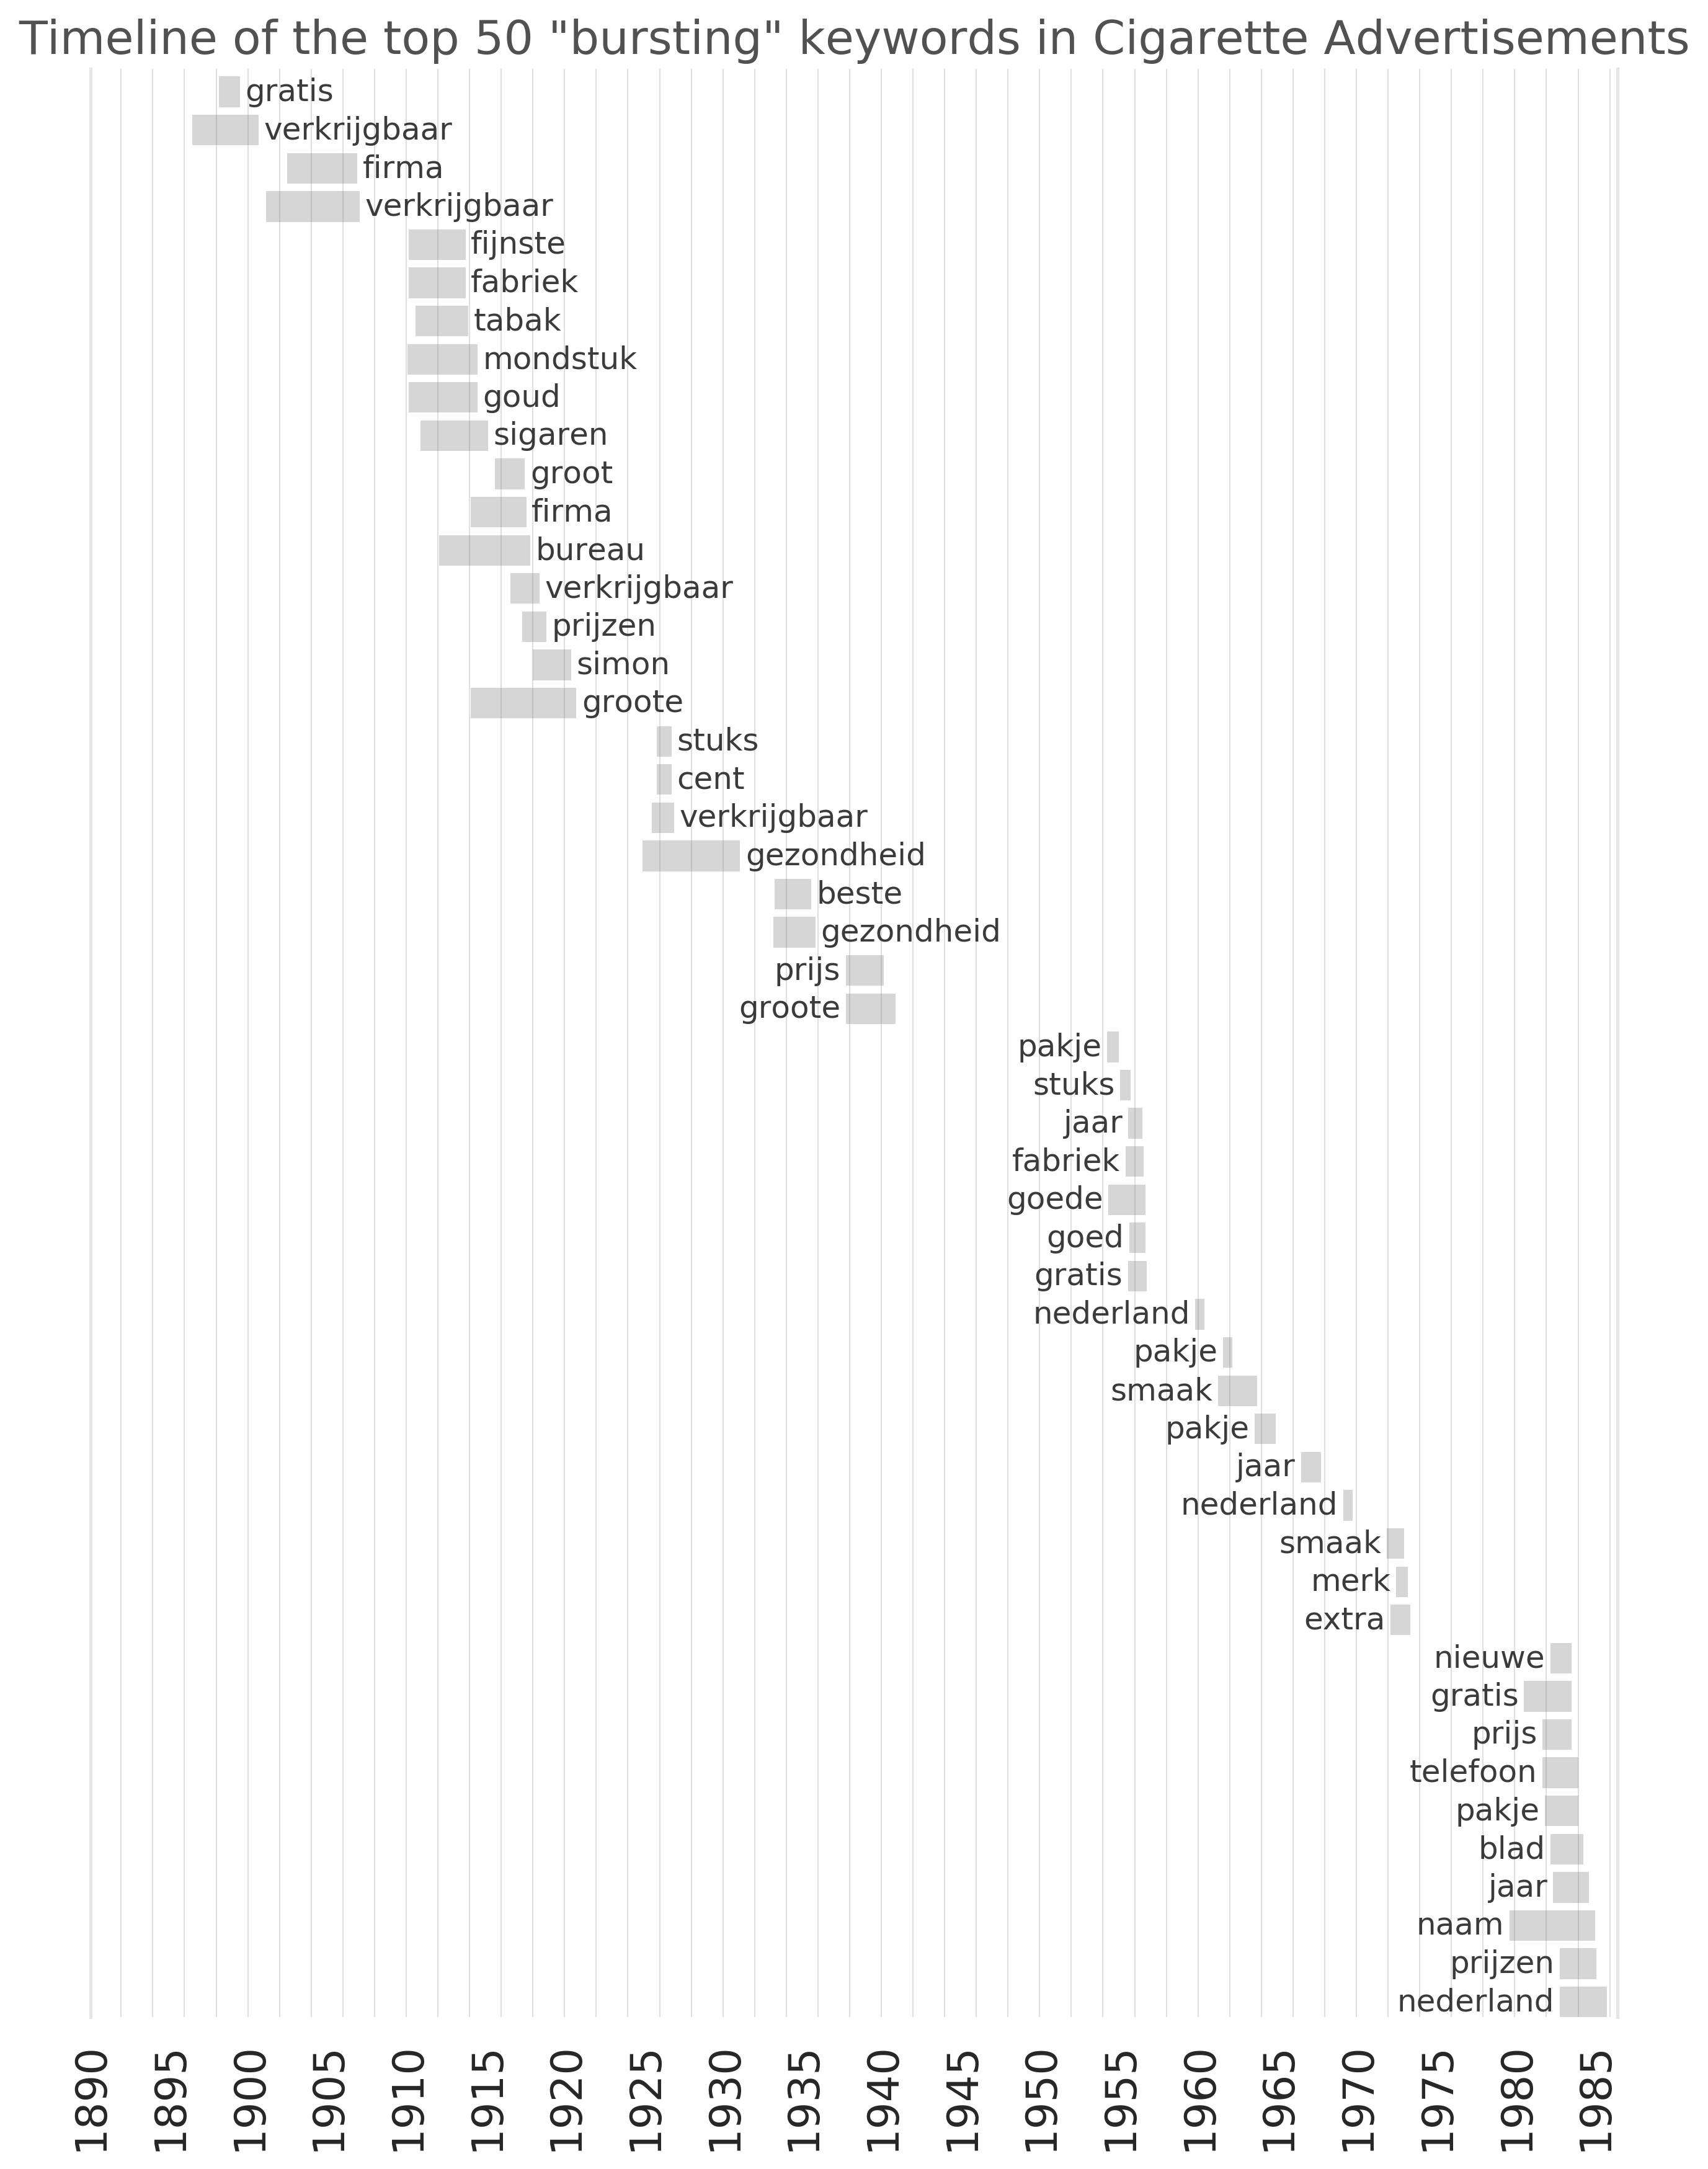 Timeline of the top 50 "bursting" keywords in Cigarette Advertisements
gratis
verkrijgbaar
firma
verkrijgbaar
fijnste
fabriek
tabak
mondstuk
goud
sigaren
groot
firma
bureau
verkrijgbaar
prijzen
simon
groote
stuks
cent
verkrijgbaar
gezondheid
beste
gezondheid
prijs
groote
pakje
stuks
jaar
fabriek
goede
goed
gratis
nederland
pakje
smaak
pakje
jaar
nederland
smaak
merk
extra
nieuwe
gratis
prijs
telefoon
pakje
blad
jaar
naam
prijzen
nederland
1890 1895 1900 1905 1910 1915 1920 1925 1930 1935 1940 1945 1950 1955 1960 1965 1970 1975 1980 1985